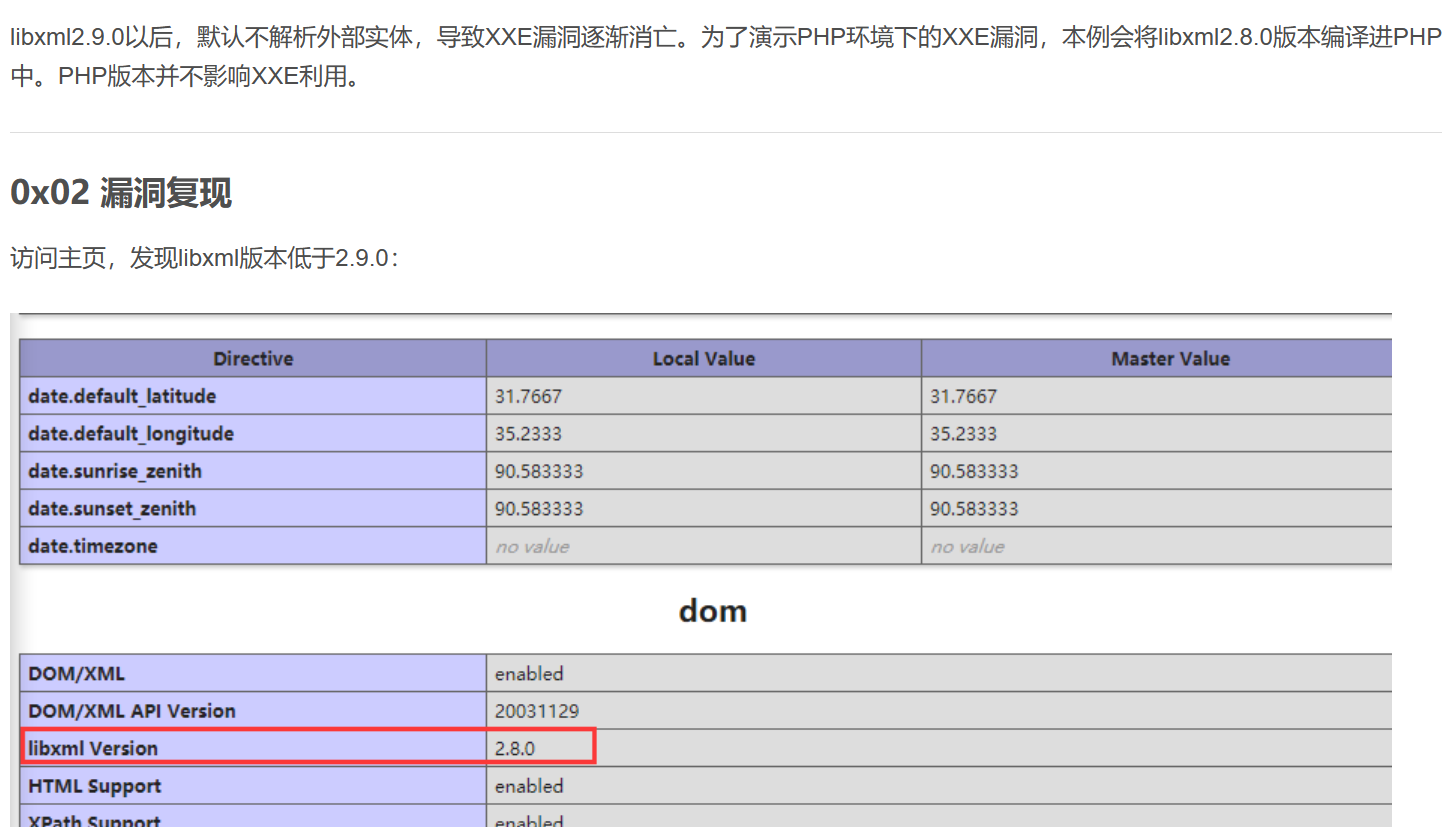 libxml2.9.0以后，默认不解析外部实体，导致XXE漏洞逐渐消亡。为了演示PHP环境下的XXE漏洞，本例会将libxml2.8.0版本编译进PHP
中。PHP版本并不影响XXE利用。
0x02 漏洞复现
访问主页，发现libxml版本低于2.9.0：
Directive Local Value Master Value
date.default_latitude 31.7667 31.7667
date.default_longitude 35.2333 35.2333
date.sunrise_zenith 90.583333 90.583333
date.sunset_zenith 90.583333 90.583333
date.timezone no value no value
dom
DOM/XML enabled
DOM/XML API Version 20031129
libxml Version 2.8.0
HTML Support enabled
XPath Support enabled